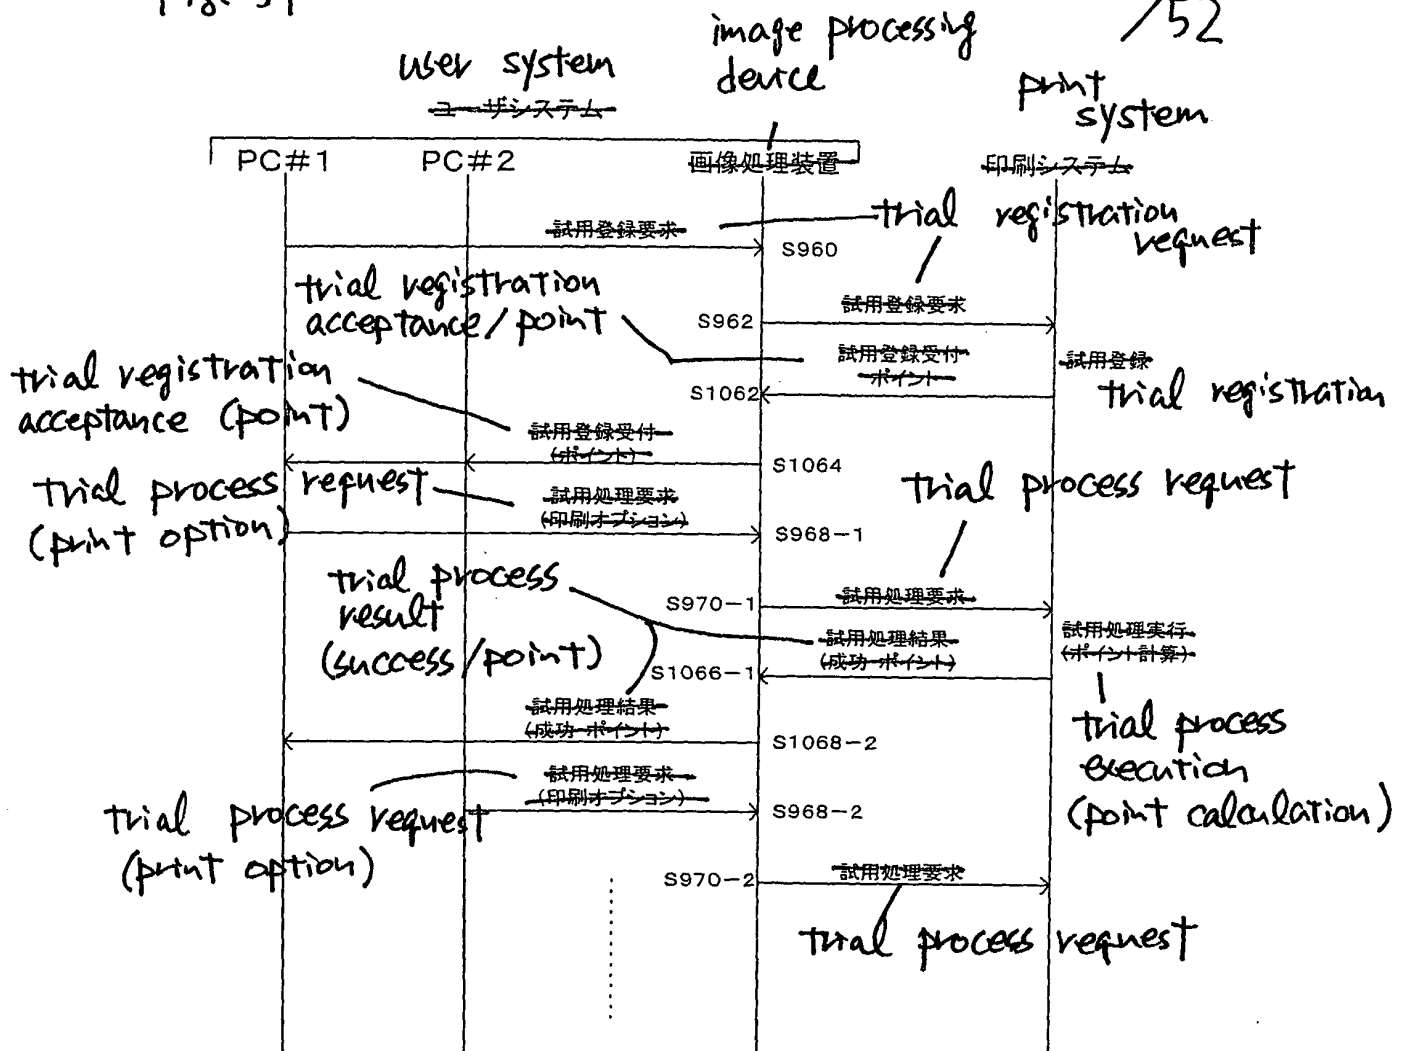 /52
user system
ユーザシステム
image processing
device
print
system
PC#1
PC#2
画像処理装置
印刷システム
試用登録要求
trial registration
request
S960
trial registration
acceptance/point
試用登録要求
S962
試用登録受付
ポイント
試用登録
S1062
trial registration
trial registration
acceptance (point)
試用登録受付
(ポイント)
S1064
trial process request
(print option)
試用処理要求
(印刷オプション)
S968-1
trial process request
trial process
result
(success/point)
S970-1
試用処理要求
試用処理結果
(成功・ポイント)
試用処理実行
(ポイント計算)
S1066-1
試用処理結果
(成功・ポイント)
S1068-2
trial process
execution
(point calculation)
試用処理要求
(印刷オプション)
S968-2
trial process request
(print option)
S970-2
試用処理要求
trial process request